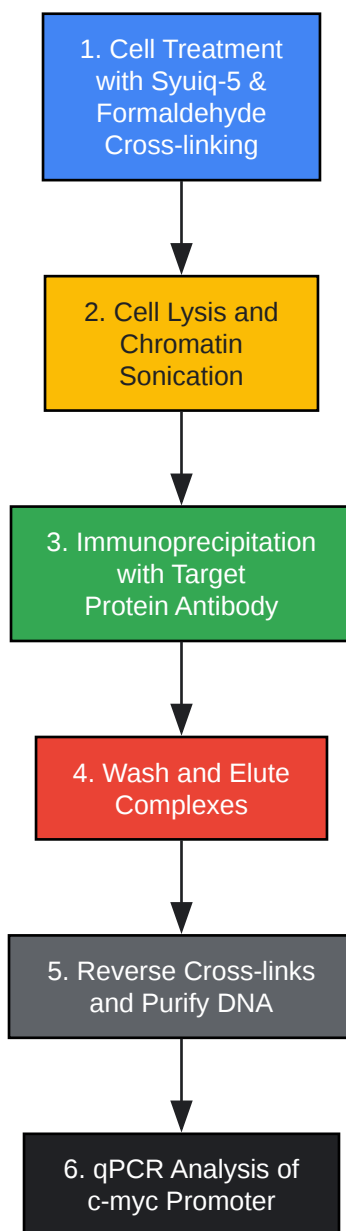 1. Cell Treatment
with Syuiq-5 &
Formaldehyde
Cross-linking
2. Cell Lysis and
Chromatin
Sonication
3. Immunoprecipitation
with Target
Protein Antibody
4. Wash and Elute
Complexes
5. Reverse Cross-links
and Purify DNA
6. qPCR Analysis of
c-myc Promoter